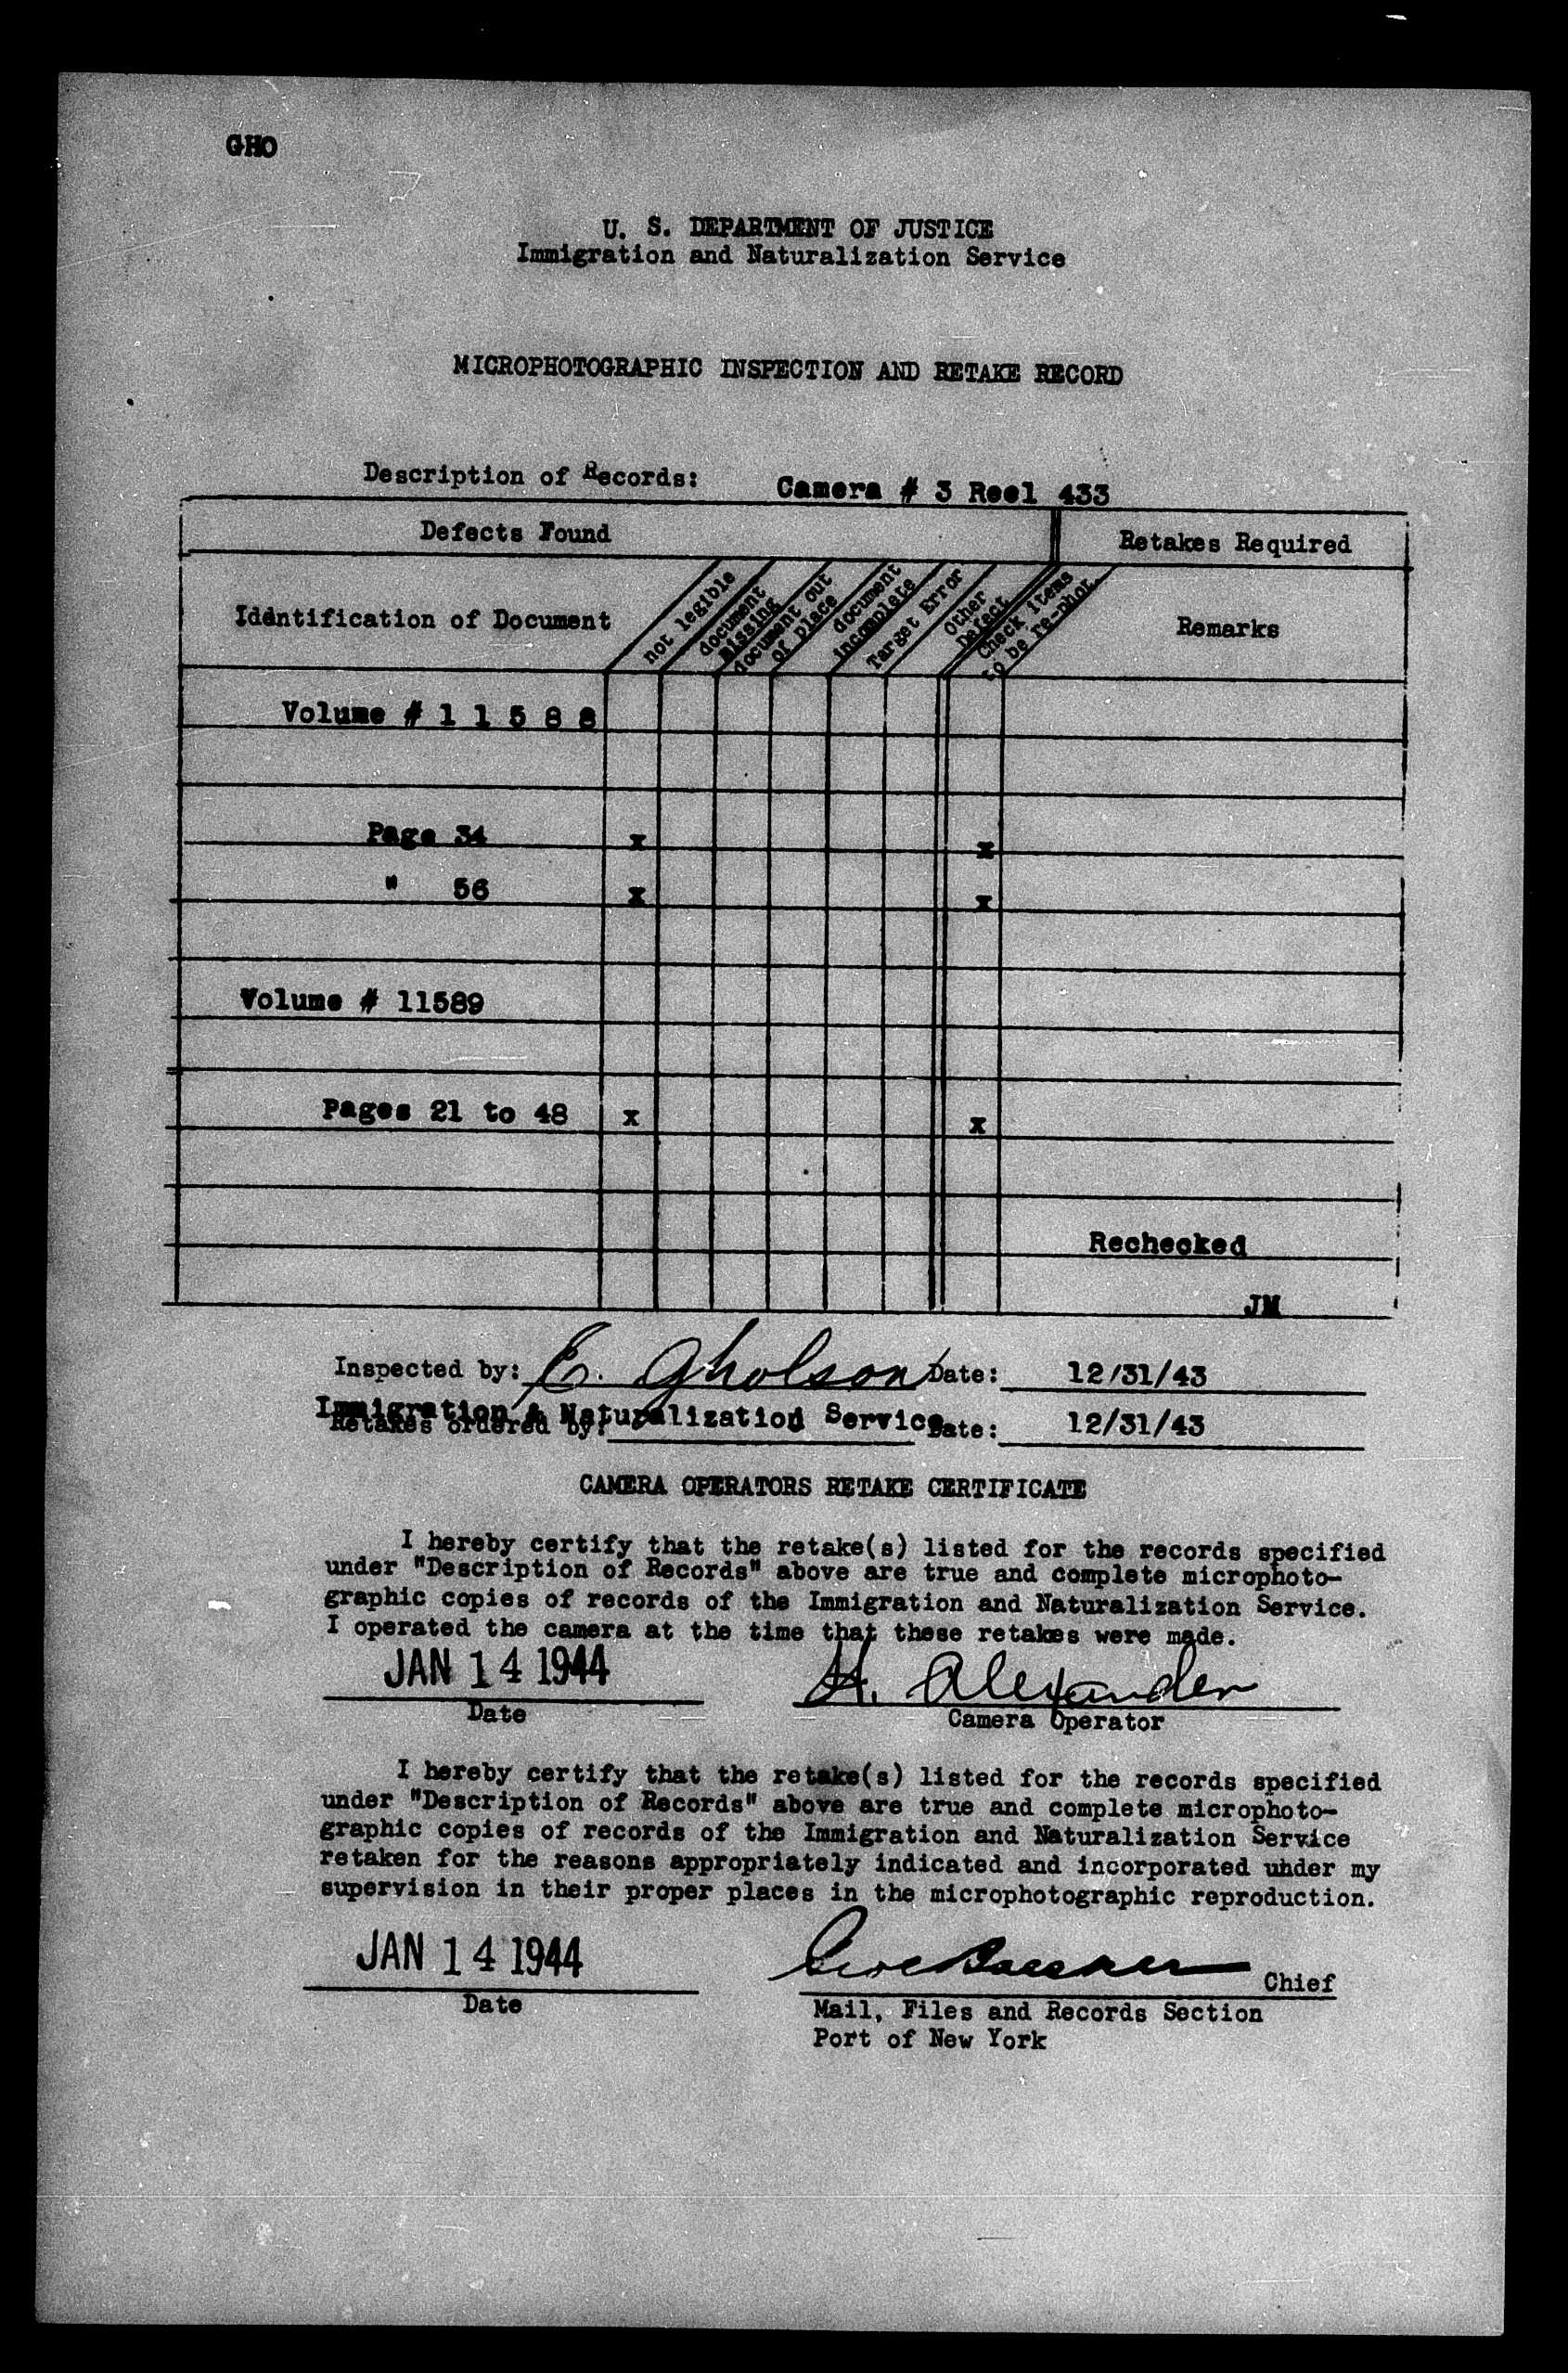 GHO
U. S. DEPARTMENT OF JUSTICE
Immigration and Naturalization Service
MICROPHOTOGRAPHIC INSPECTION AND RETAKE RECORD
Description of Records: Camera # 3 Reel 433
Defects Found Retakes Required
Identification of Document
not legible
document missing
document out of place
document incomplete
Target Error
Other Defect
Check items to be re-phot.
Remarks
Volume # 1 1 5 8 8
Page 34 x x
" 56 x x
Volume # 11589
Pages 21 to 48 x x
Rechecked
JM
Inspected by: E. Gholson Date: 12/31/43
Immigration & Naturalization Service
Retakes ordered by: Date: 12/31/43
CAMERA OPERATORS RETAKE CERTIFICATE
I hereby certify that the retake(s) listed for the records specified
under "Description of Records" above are true and complete microphoto-
graphic copies of records of the Immigration and Naturalization Service.
I operated the camera at the time that these retakes were made.
JAN 14 1944 H. Alexander
Date Camera Operator
I hereby certify that the retake(s) listed for the records specified
under "Description of Records" above are true and complete microphoto-
graphic copies of records of the Immigration and Naturalization Service
retaken for the reasons appropriately indicated and incorporated uhder my
supervision in their proper places in the microphotographic reproduction.
JAN 14 1944 Chief
Date Mail, Files and Records Section
Port of New York